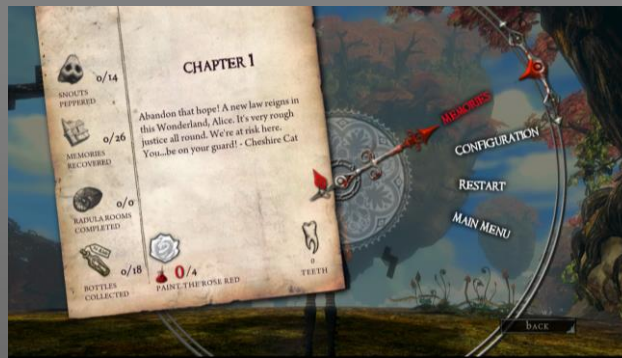 CHAPTER 1
0/14
SNOUTS
PEPPERED
0/26
MEMORIES
RECOVERED
0/0
RADULA ROOMS
COMPLETED
0/18
BOTTLES
COLLECTED
Abandon that hope! A new law reigns in
this Wonderland, Alice. It's very rough
justice all round. We're at risk here.
You...be on your guard! - Cheshire Cat
0/4
PAINT THE ROSE RED
0
TEETH
MEMORIES
CONFIGURATION
RESTART
MAIN MENU
BACK